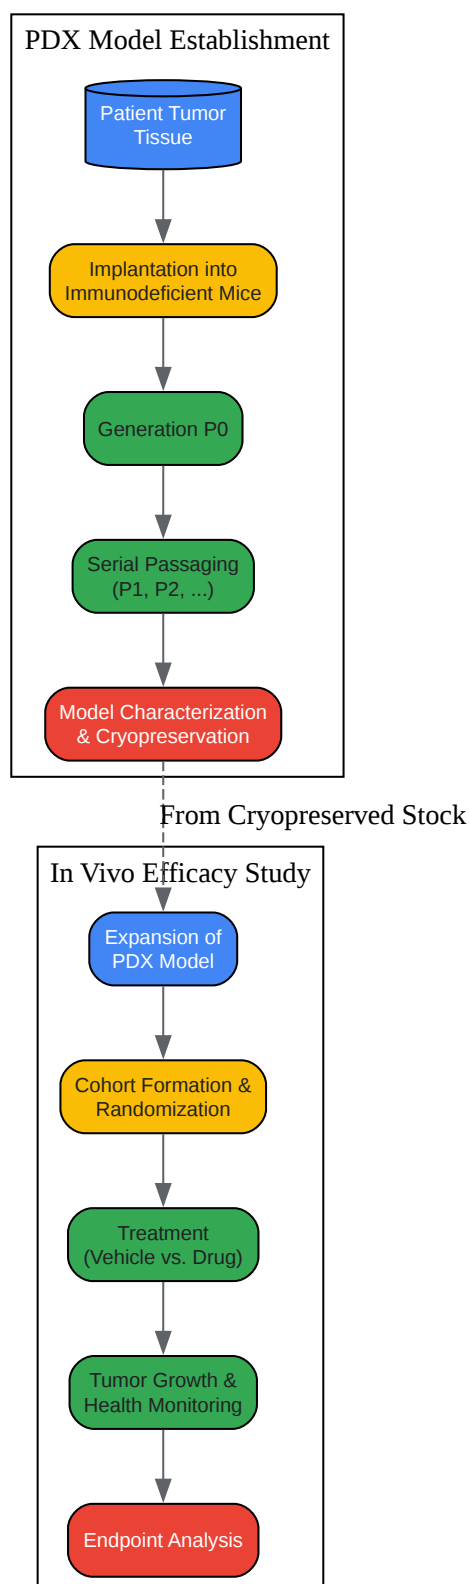 PDX Model Establishment
Patient Tumor
Tissue
Implantation into
Immunodeficient Mice
Generation P0
Serial Passaging
(P1, P2, ...)
Model Characterization
& Cryopreservation
From Cryopreserved Stock
In Vivo Efficacy Study
Expansion of
PDX Model
Cohort Formation &
Randomization
Treatment
(Vehicle vs. Drug)
Tumor Growth &
Health Monitoring
Endpoint Analysis